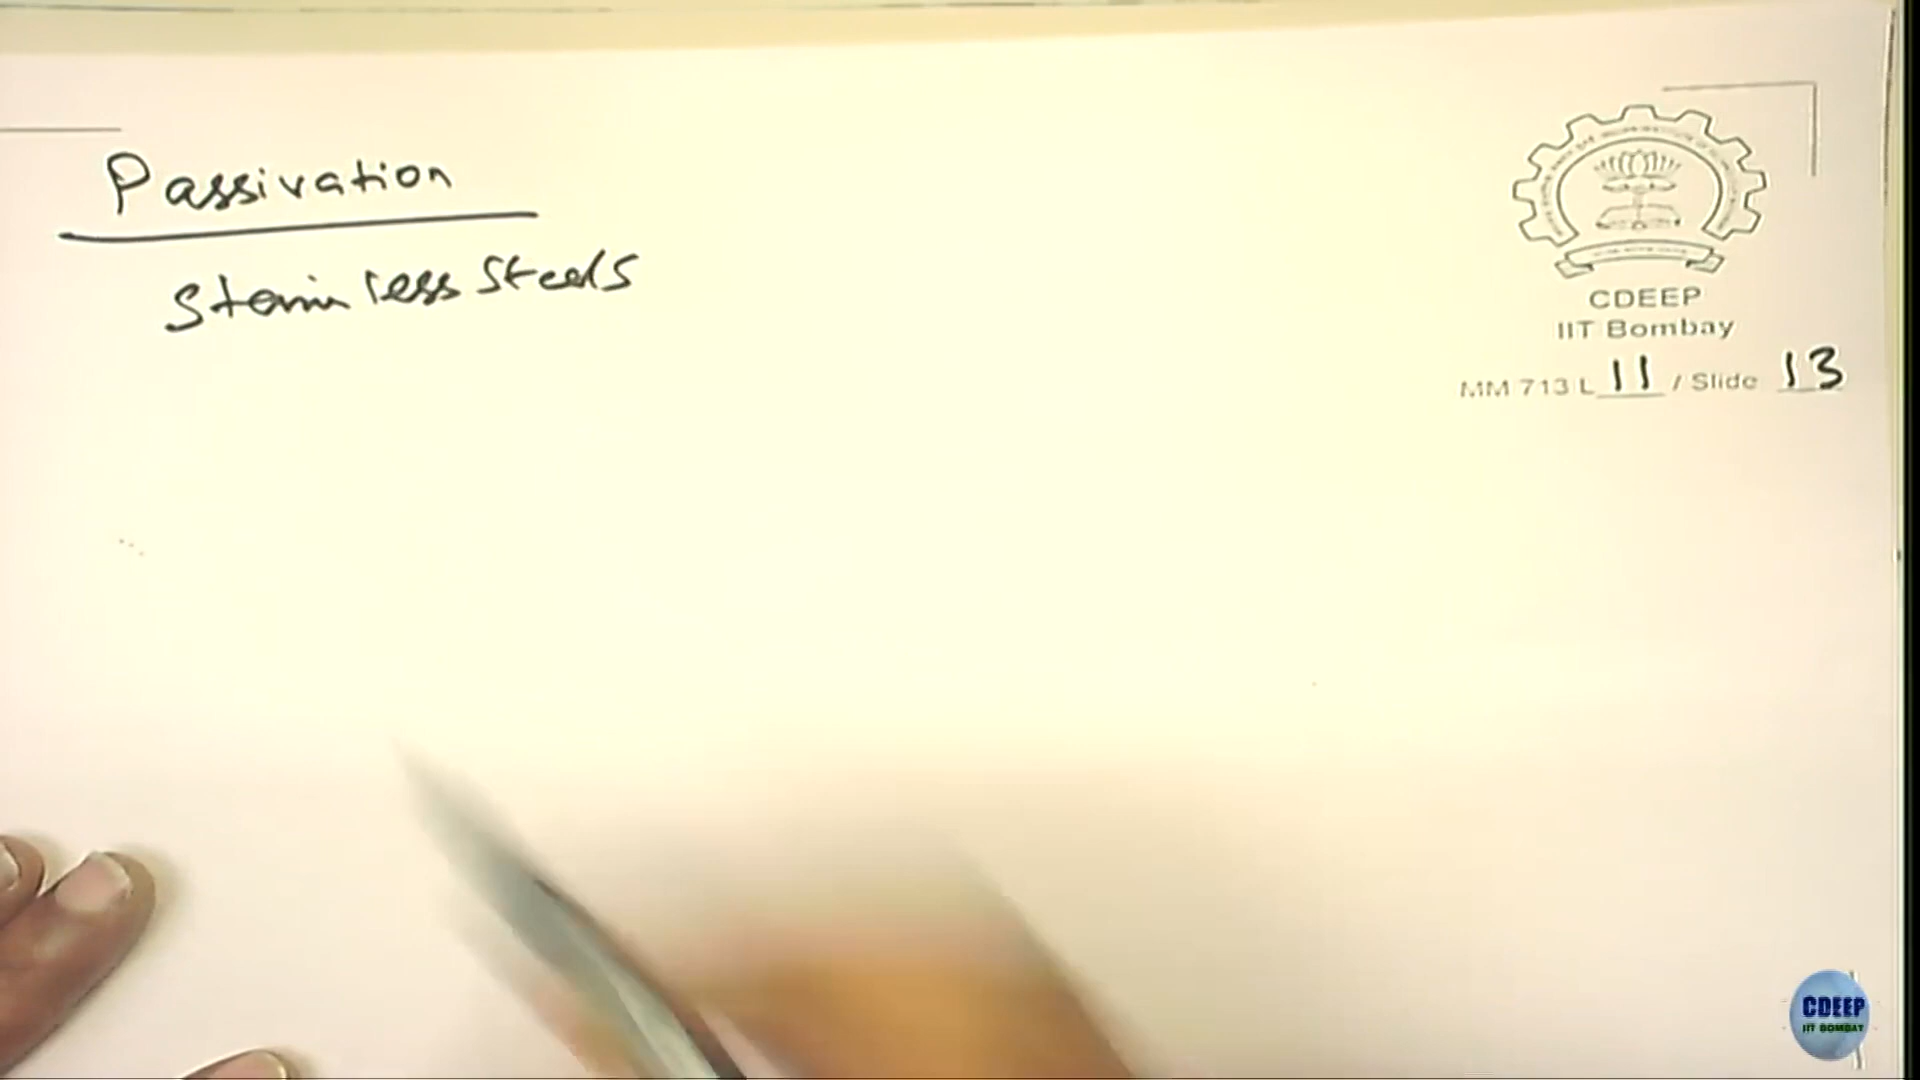 Passivation
Stainless Steels
CDEEP
IIT Bombay
MM 713 L 11 / Slide 13
CDEEP
IIT BOMBAY